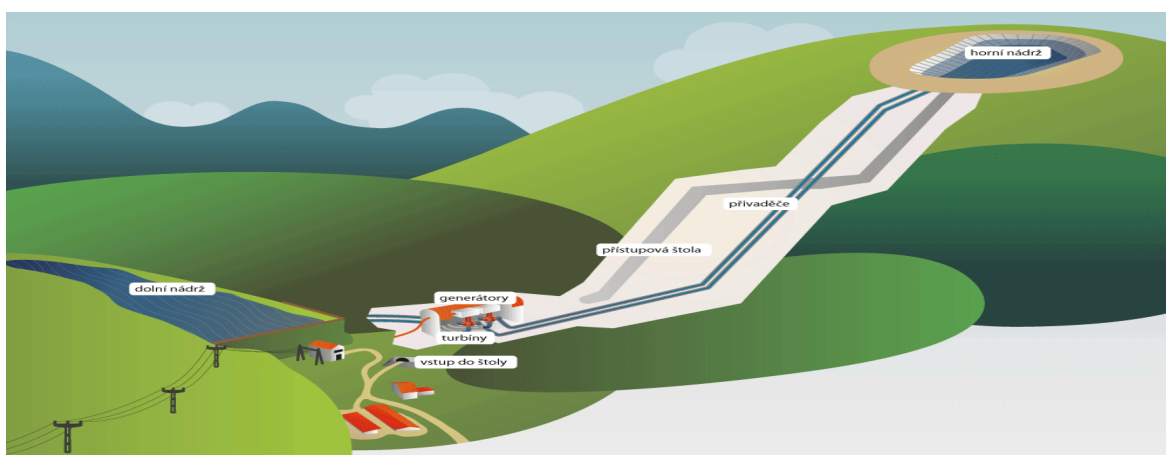 horní nádrž
přivaděče
přístupová štola
dolní nádrž
generátory
turbíny
vstup do štoly